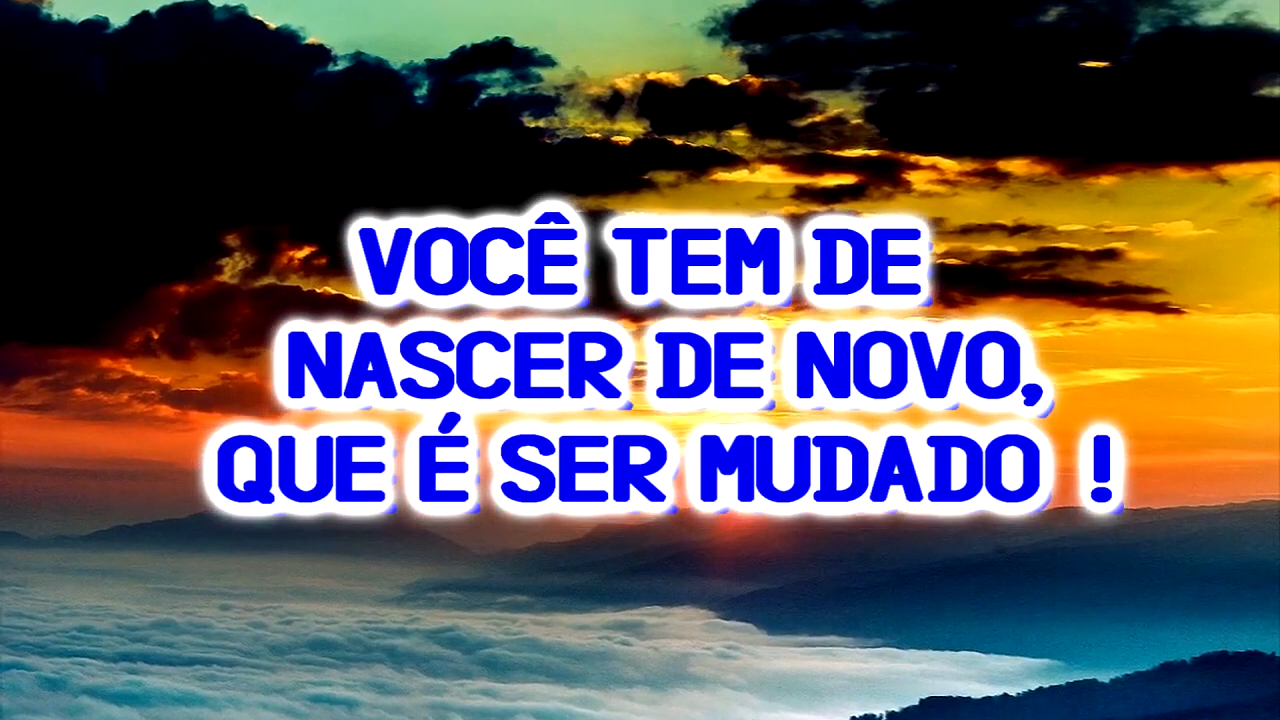 VOCÊ TEM DE
NASCER DE NOVO,
QUE É SER MUDADO !